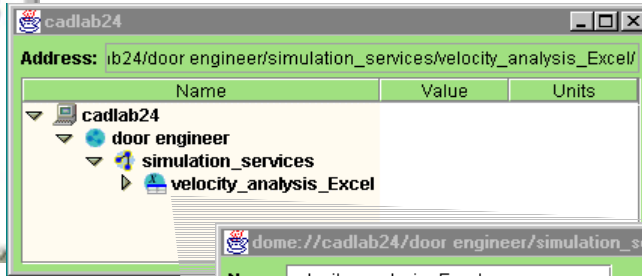 cadlab24
Address: ıb24/door engineer/simulation_services/velocity_analysis_Excel/
Name Value Units
cadlab24
door engineer
simulation_services
velocity_analysis_Excel
dome://cadlab24/door engineer/simulation_s